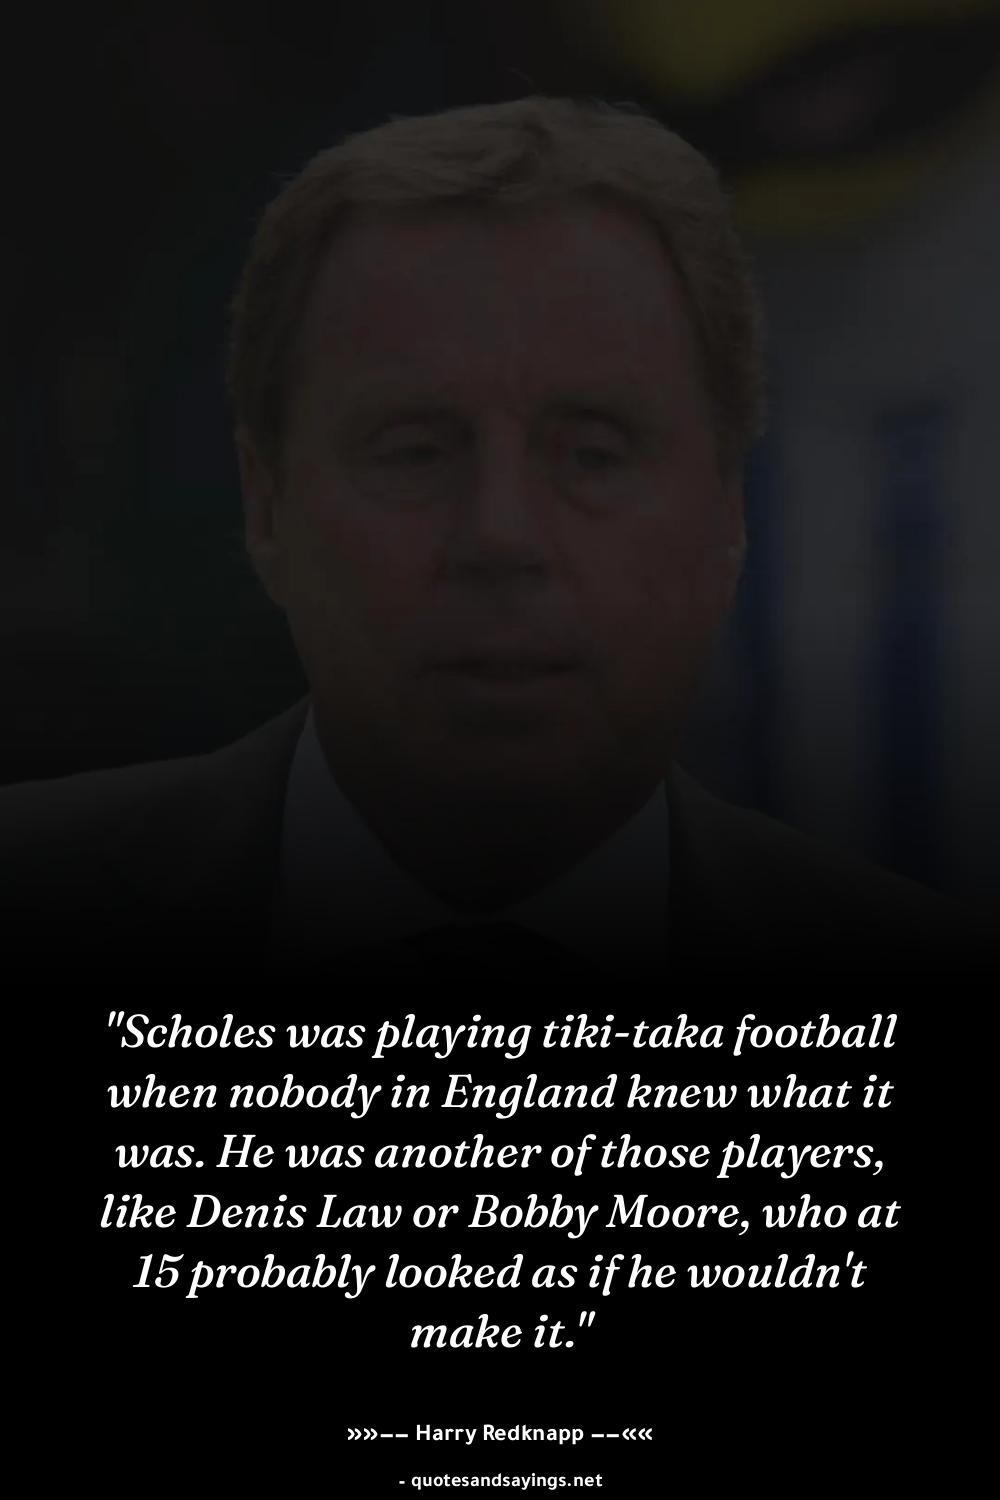 "Scholes was playing tiki-taka football
when nobody in England knew what it
was. He was another of those players,
like Denis Law or Bobby Moore, who at
15 probably looked as if he wouldn't
make it."
»»−− Harry Redknapp −−««
- quotesandsayings.net